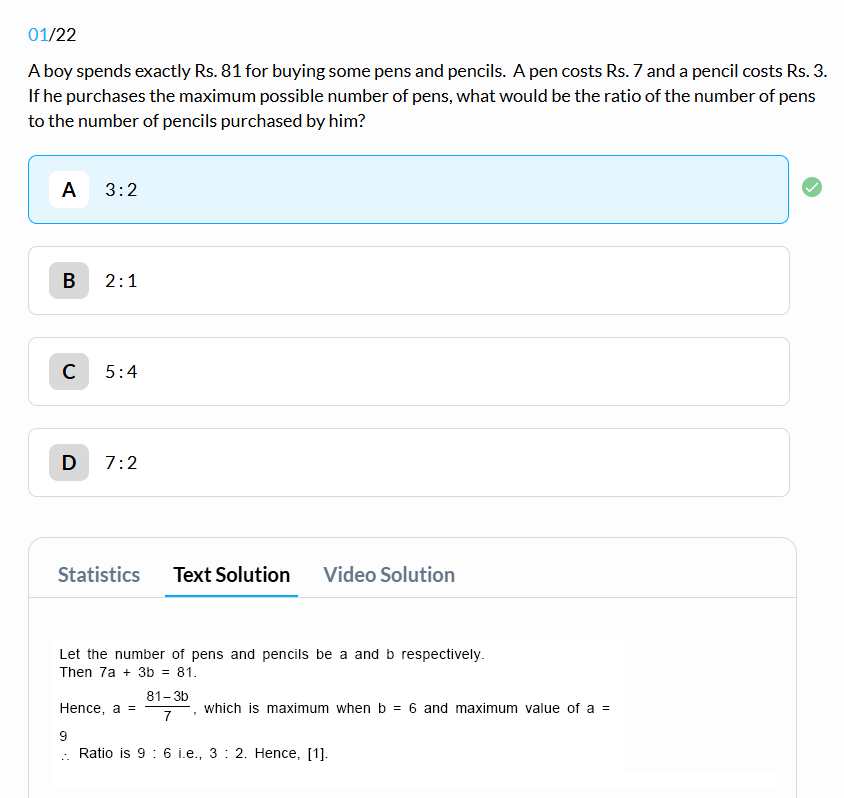 01/22
A boy spends exactly Rs. 81 for buying some pens and pencils.  A pen costs Rs. 7 and a pencil costs Rs. 3.
If he purchases the maximum possible number of pens, what would be the ratio of the number of pens
to the number of pencils purchased by him?
A 3 : 2
B 2 : 1
C 5 : 4
D 7 : 2
Statistics Text Solution Video Solution
Let the number of pens and pencils be a and b respectively.
Then 7a + 3b = 81.
Hence, a = (81–3b)/7, which is maximum when b = 6 and maximum value of a =
9
∴ Ratio is 9 : 6 i.e., 3 : 2. Hence, [1].